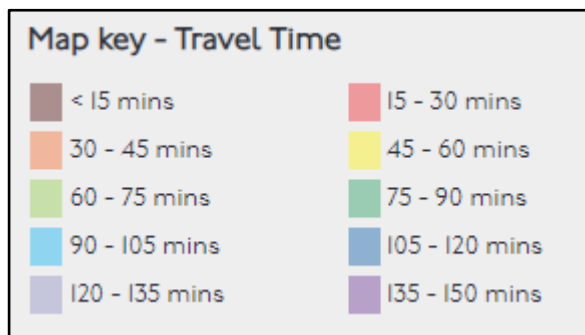 Map key - Travel Time
< 15 mins
15 - 30 mins
30 - 45 mins
45 - 60 mins
60 - 75 mins
75 - 90 mins
90 - 105 mins
105 - 120 mins
120 - 135 mins
135 - 150 mins